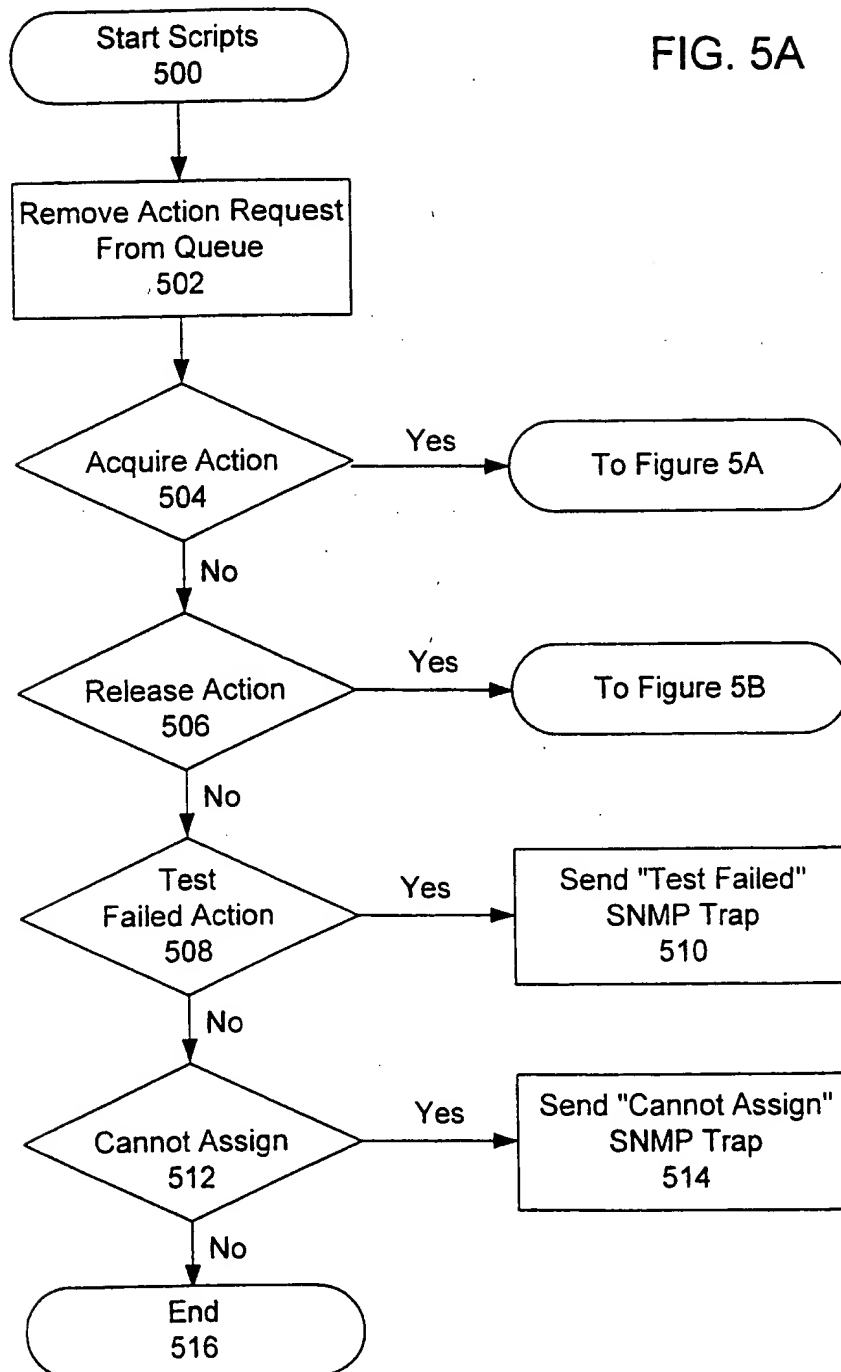 Start Scripts
500
FIG. 5A
Remove Action Request
From Queue
502
Acquire Action
504
Yes
To Figure 5A
No
Release Action
506
Yes
To Figure 5B
No
Test
Failed Action
508
Yes
Send "Test Failed"
SNMP Trap
510
No
Cannot Assign
512
Yes
Send "Cannot Assign"
SNMP Trap
514
No
End
516